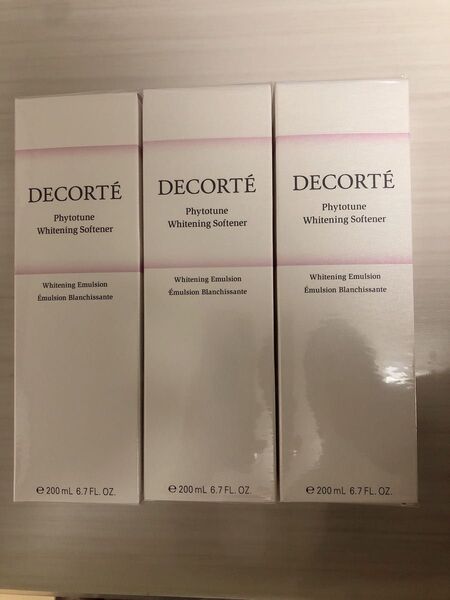 DECORTÉ
Phytotune
Whitening Softener
Whitening Emulsion
Émulsion Blanchissante
℮ 200 mL 6.7 FL. OZ.
DECORTÉ
Phytotune
Whitening Softener
Whitening Emulsion
Émulsion Blanchissante
℮ 200 mL 6.7 FL. OZ.
DECORTÉ
Phytotune
Whitening Softener
Whitening Emulsion
Émulsion Blanchissante
℮ 200 mL 6.7 FL. OZ.